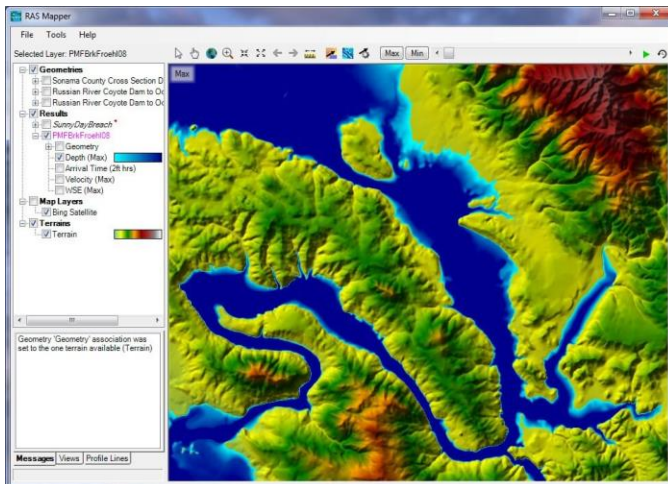 RAS Mapper
File Tools Help
Selected Layer: PMFBrkFroehl08
Max Min
Geometries
Sonoma County Cross Section D
Russian River Coyote Dam to Oc
Russian River Coyote Dam to Oc
Results
SunnyDayBreach *
PMFBrkFroehl08
Geometry
Depth (Max)
Arrival Time (2ft hrs)
Velocity (Max)
WSE (Max)
Map Layers
Bing Satellite
Terrains
Terrain
Max
Geometry 'Geometry' association was
set to the one terrain available (Terrain)
Messages Views Profile Lines